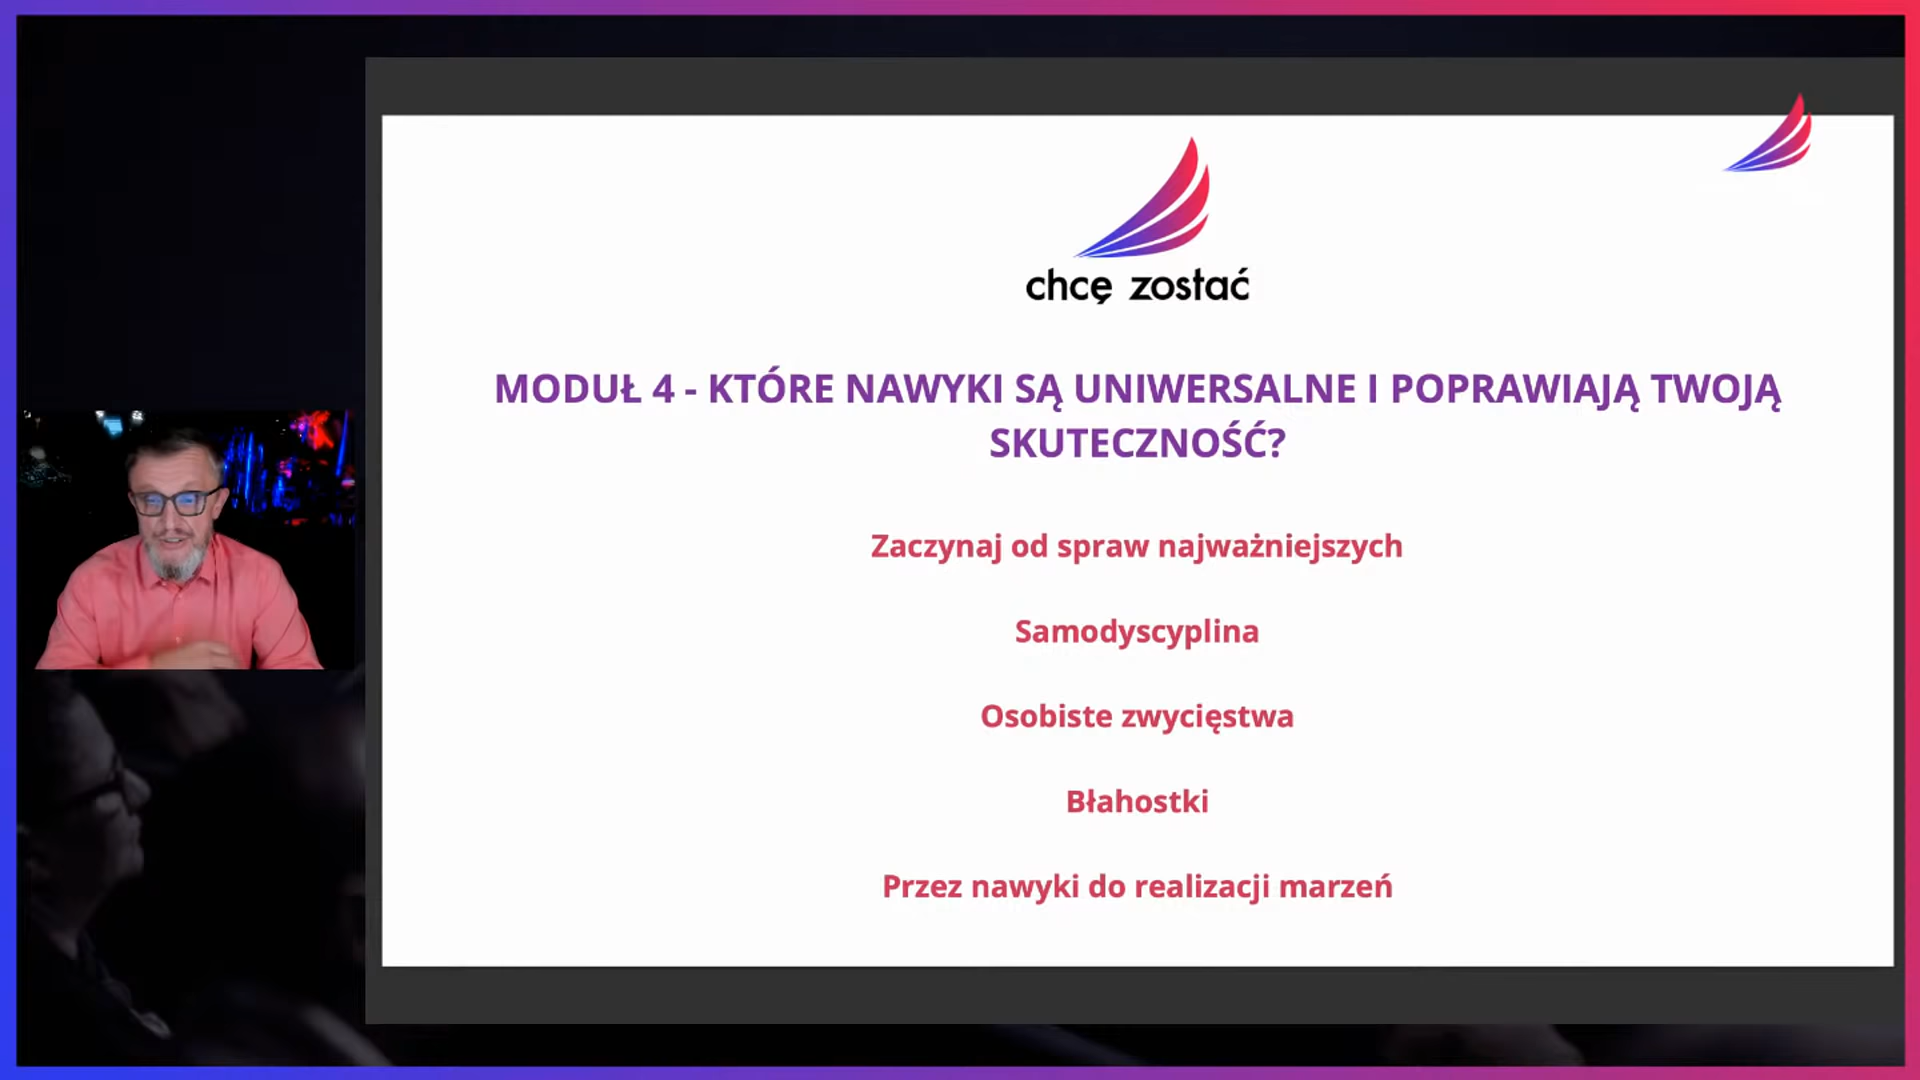 chcę zostać
MODUŁ 4 - KTÓRE NAWYKI SĄ UNIWERSALNE I POPRAWIAJĄ TWOJĄ
SKUTECZNOŚĆ?
Zaczynaj od spraw najważniejszych
Samodyscyplina
Osobiste zwycięstwa
Błahostki
Przez nawyki do realizacji marzeń